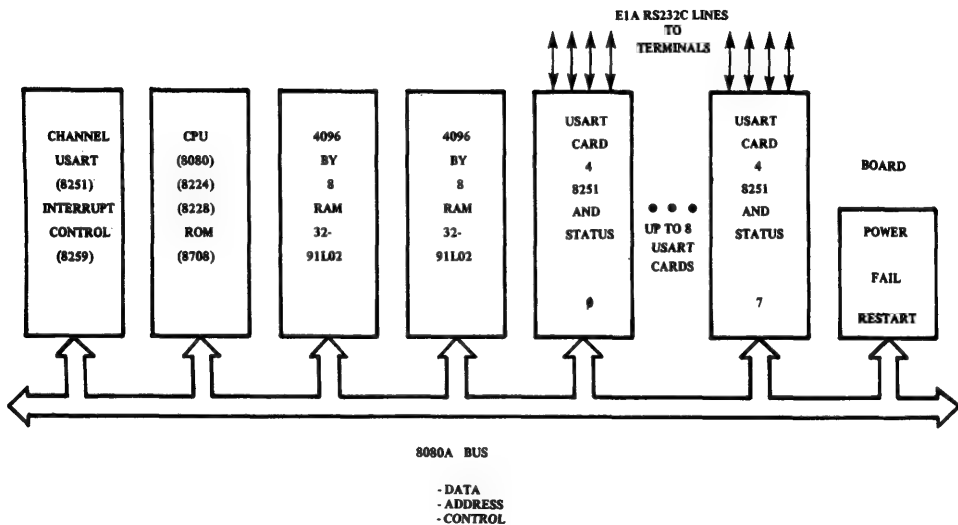 E1A RS232C LINES
TO
TERMINALS
CHANNEL
USART
(8251)
INTERRUPT
CONTROL
(8259)
CPU
(8080)
(8224)
(8228)
ROM
(8708)
4096
BY
8
RAM
32-
91L02
4096
BY
8
RAM
32-
91L02
USART
CARD
4
8251
AND
STATUS
0
UP TO 8
USART
CARDS
USART
CARD
4
8251
AND
STATUS
7
BOARD
POWER
FAIL
RESTART
8080A BUS
- DATA
- ADDRESS
- CONTROL